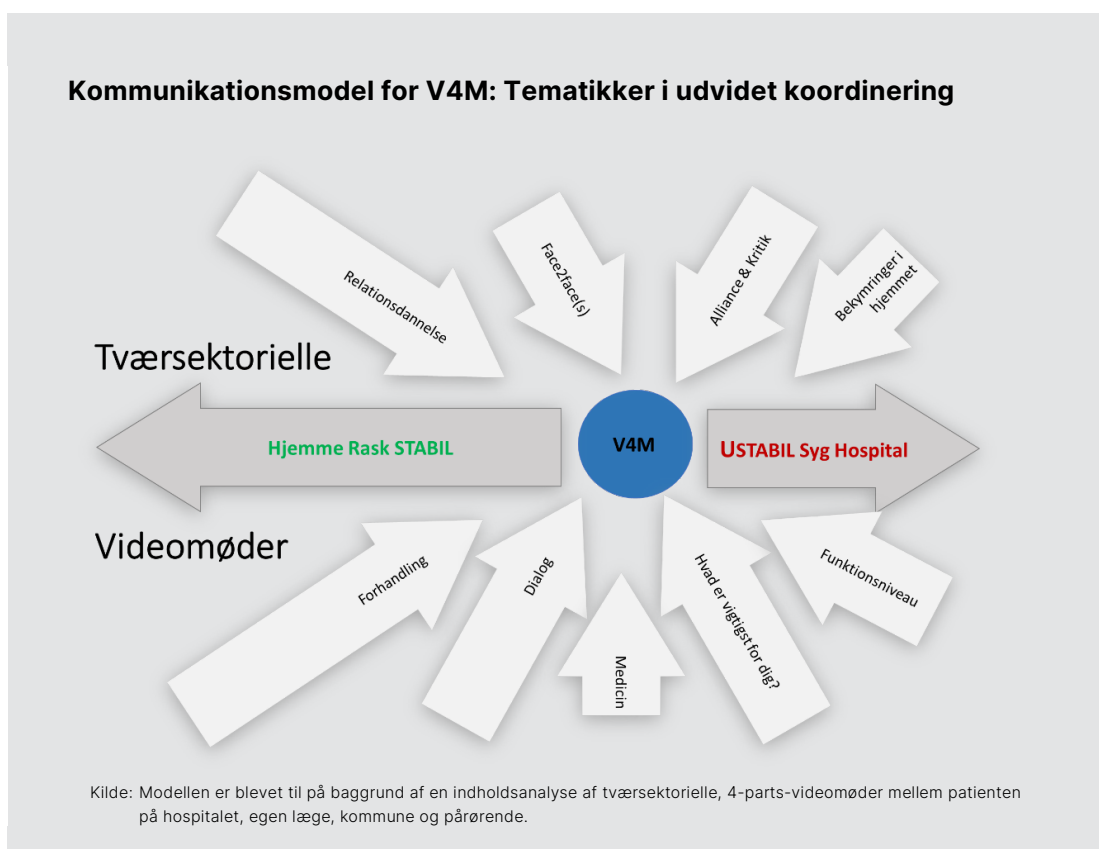 Kommunikationsmodel for V4M: Tematikker i udvidet koordinering
Relationsdannelse
Face2face(s)
Alliance & Kritik
Bekymringer i
hjemmet
Tværsektorielle
Hjemme Rask STABIL
V4M
USTABIL Syg Hospital
Videomøder
Forhandling
Dialog
Medicin
Hvad er vigtigst for dig?
Funktionsniveau
Kilde: Modellen er blevet til på baggrund af en indholdsanalyse af tværsektorielle, 4-parts-videomøder mellem patienten
på hospitalet, egen læge, kommune og pårørende.